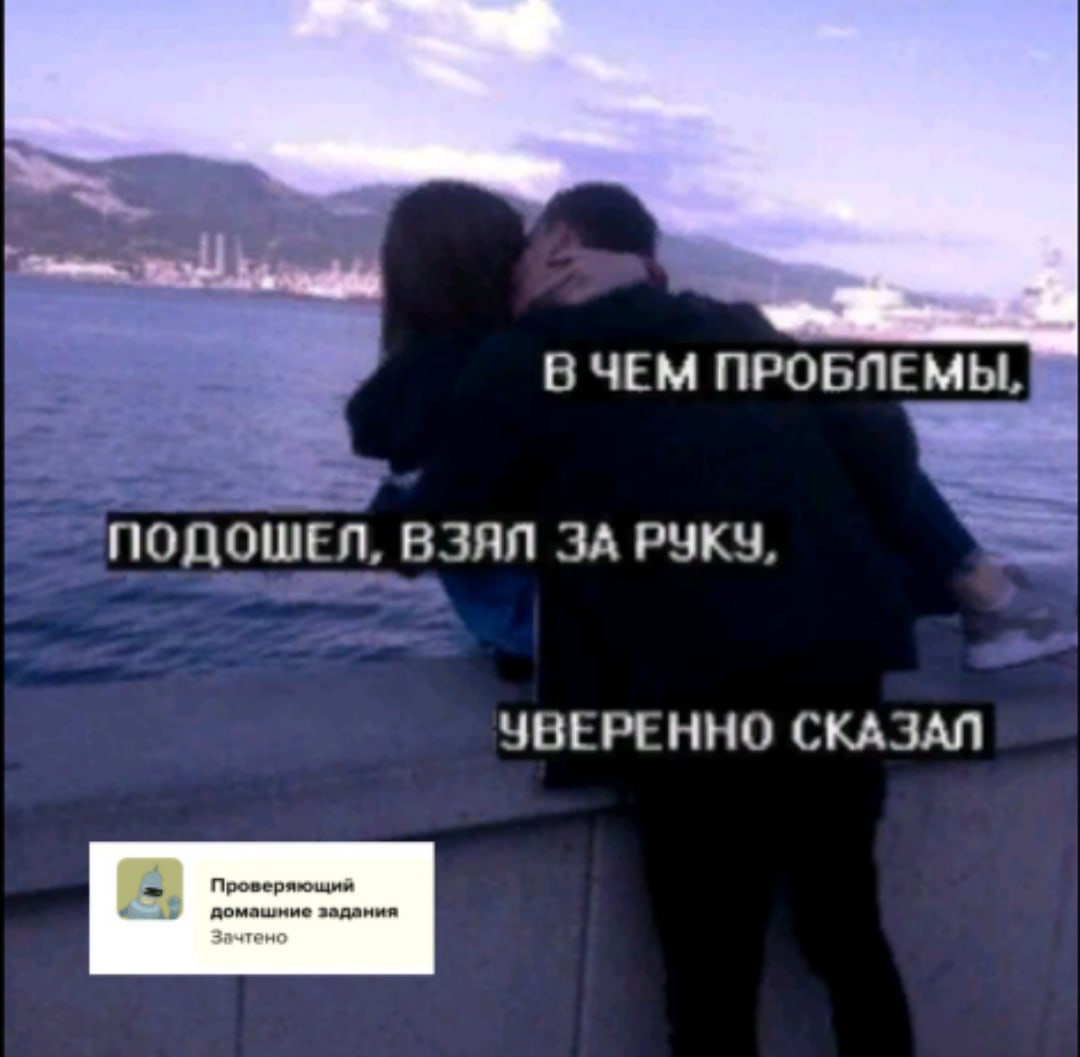 В ЧЕМ ПРОБЛЕМЫ,
ПОДОШЕЛ, ВЗЯЛ ЗА РУКУ,
УВЕРЕННО СКАЗАЛ
Проверяющий
домашние задания
Зачтено